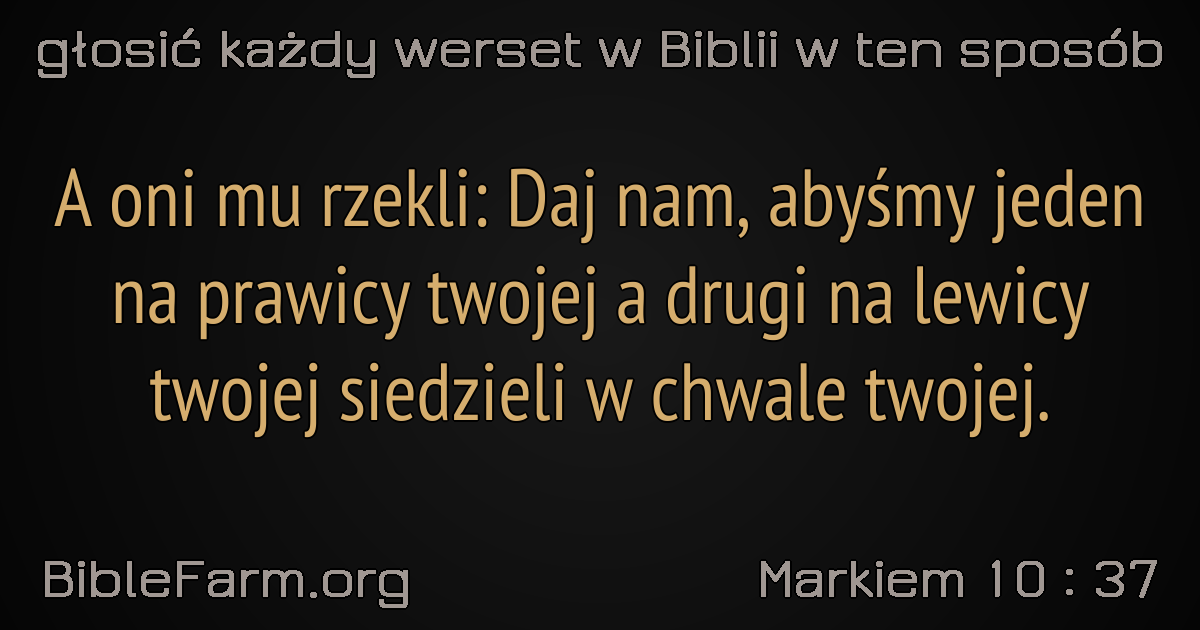 głosić każdy werset w Biblii w ten sposób
A oni mu rzekli: Daj nam, abyśmy jeden
na prawicy twojej a drugi na lewicy
twojej siedzieli w chwale twojej.
BibleFarm.org
Markiem 10 : 37